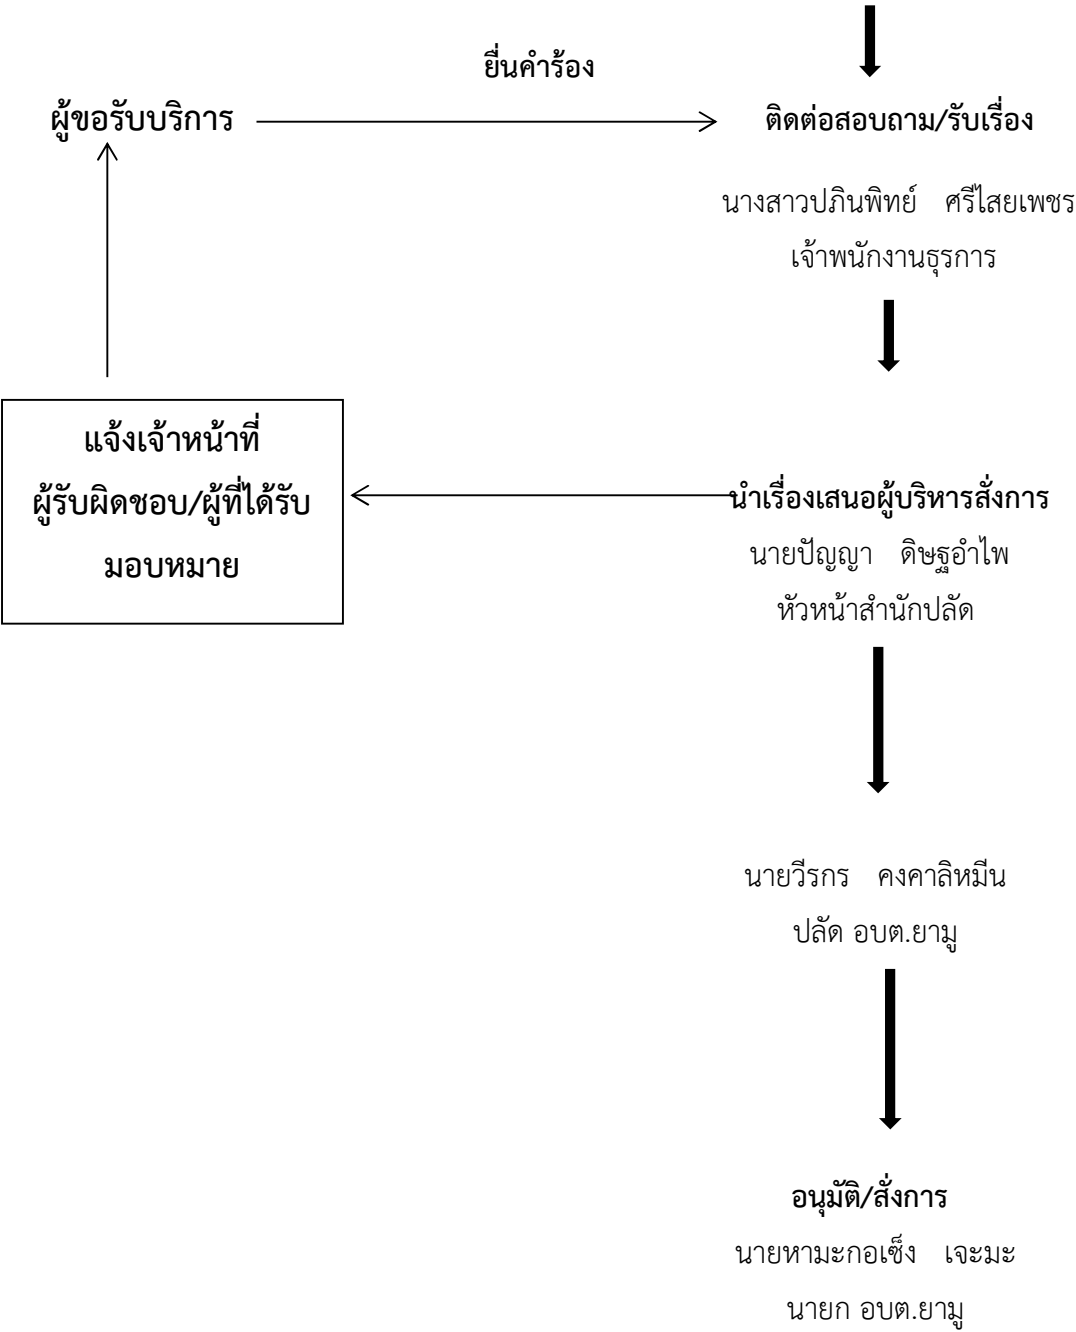 ยื่นคำร้อง
ผู้ขอรับบริการ
ติดต่อสอบถาม/รับเรื่อง
นางสาวปภินพิทย์ ศรีไสยเพชร
เจ้าพนักงานธุรการ
แจ้งเจ้าหน้าที่
ผู้รับผิดชอบ/ผู้ที่ได้รับ
มอบหมาย
นำเรื่องเสนอผู้บริหารสั่งการ
นายปัญญา ดิษฐอำไพ
หัวหน้าสำนักปลัด
นายวีรกร คงคาลิหมีน
ปลัด อบต.ยามู
อนุมัติ/สั่งการ
นายหามะกอเซ็ง เจะมะ
นายก อบต.ยามู